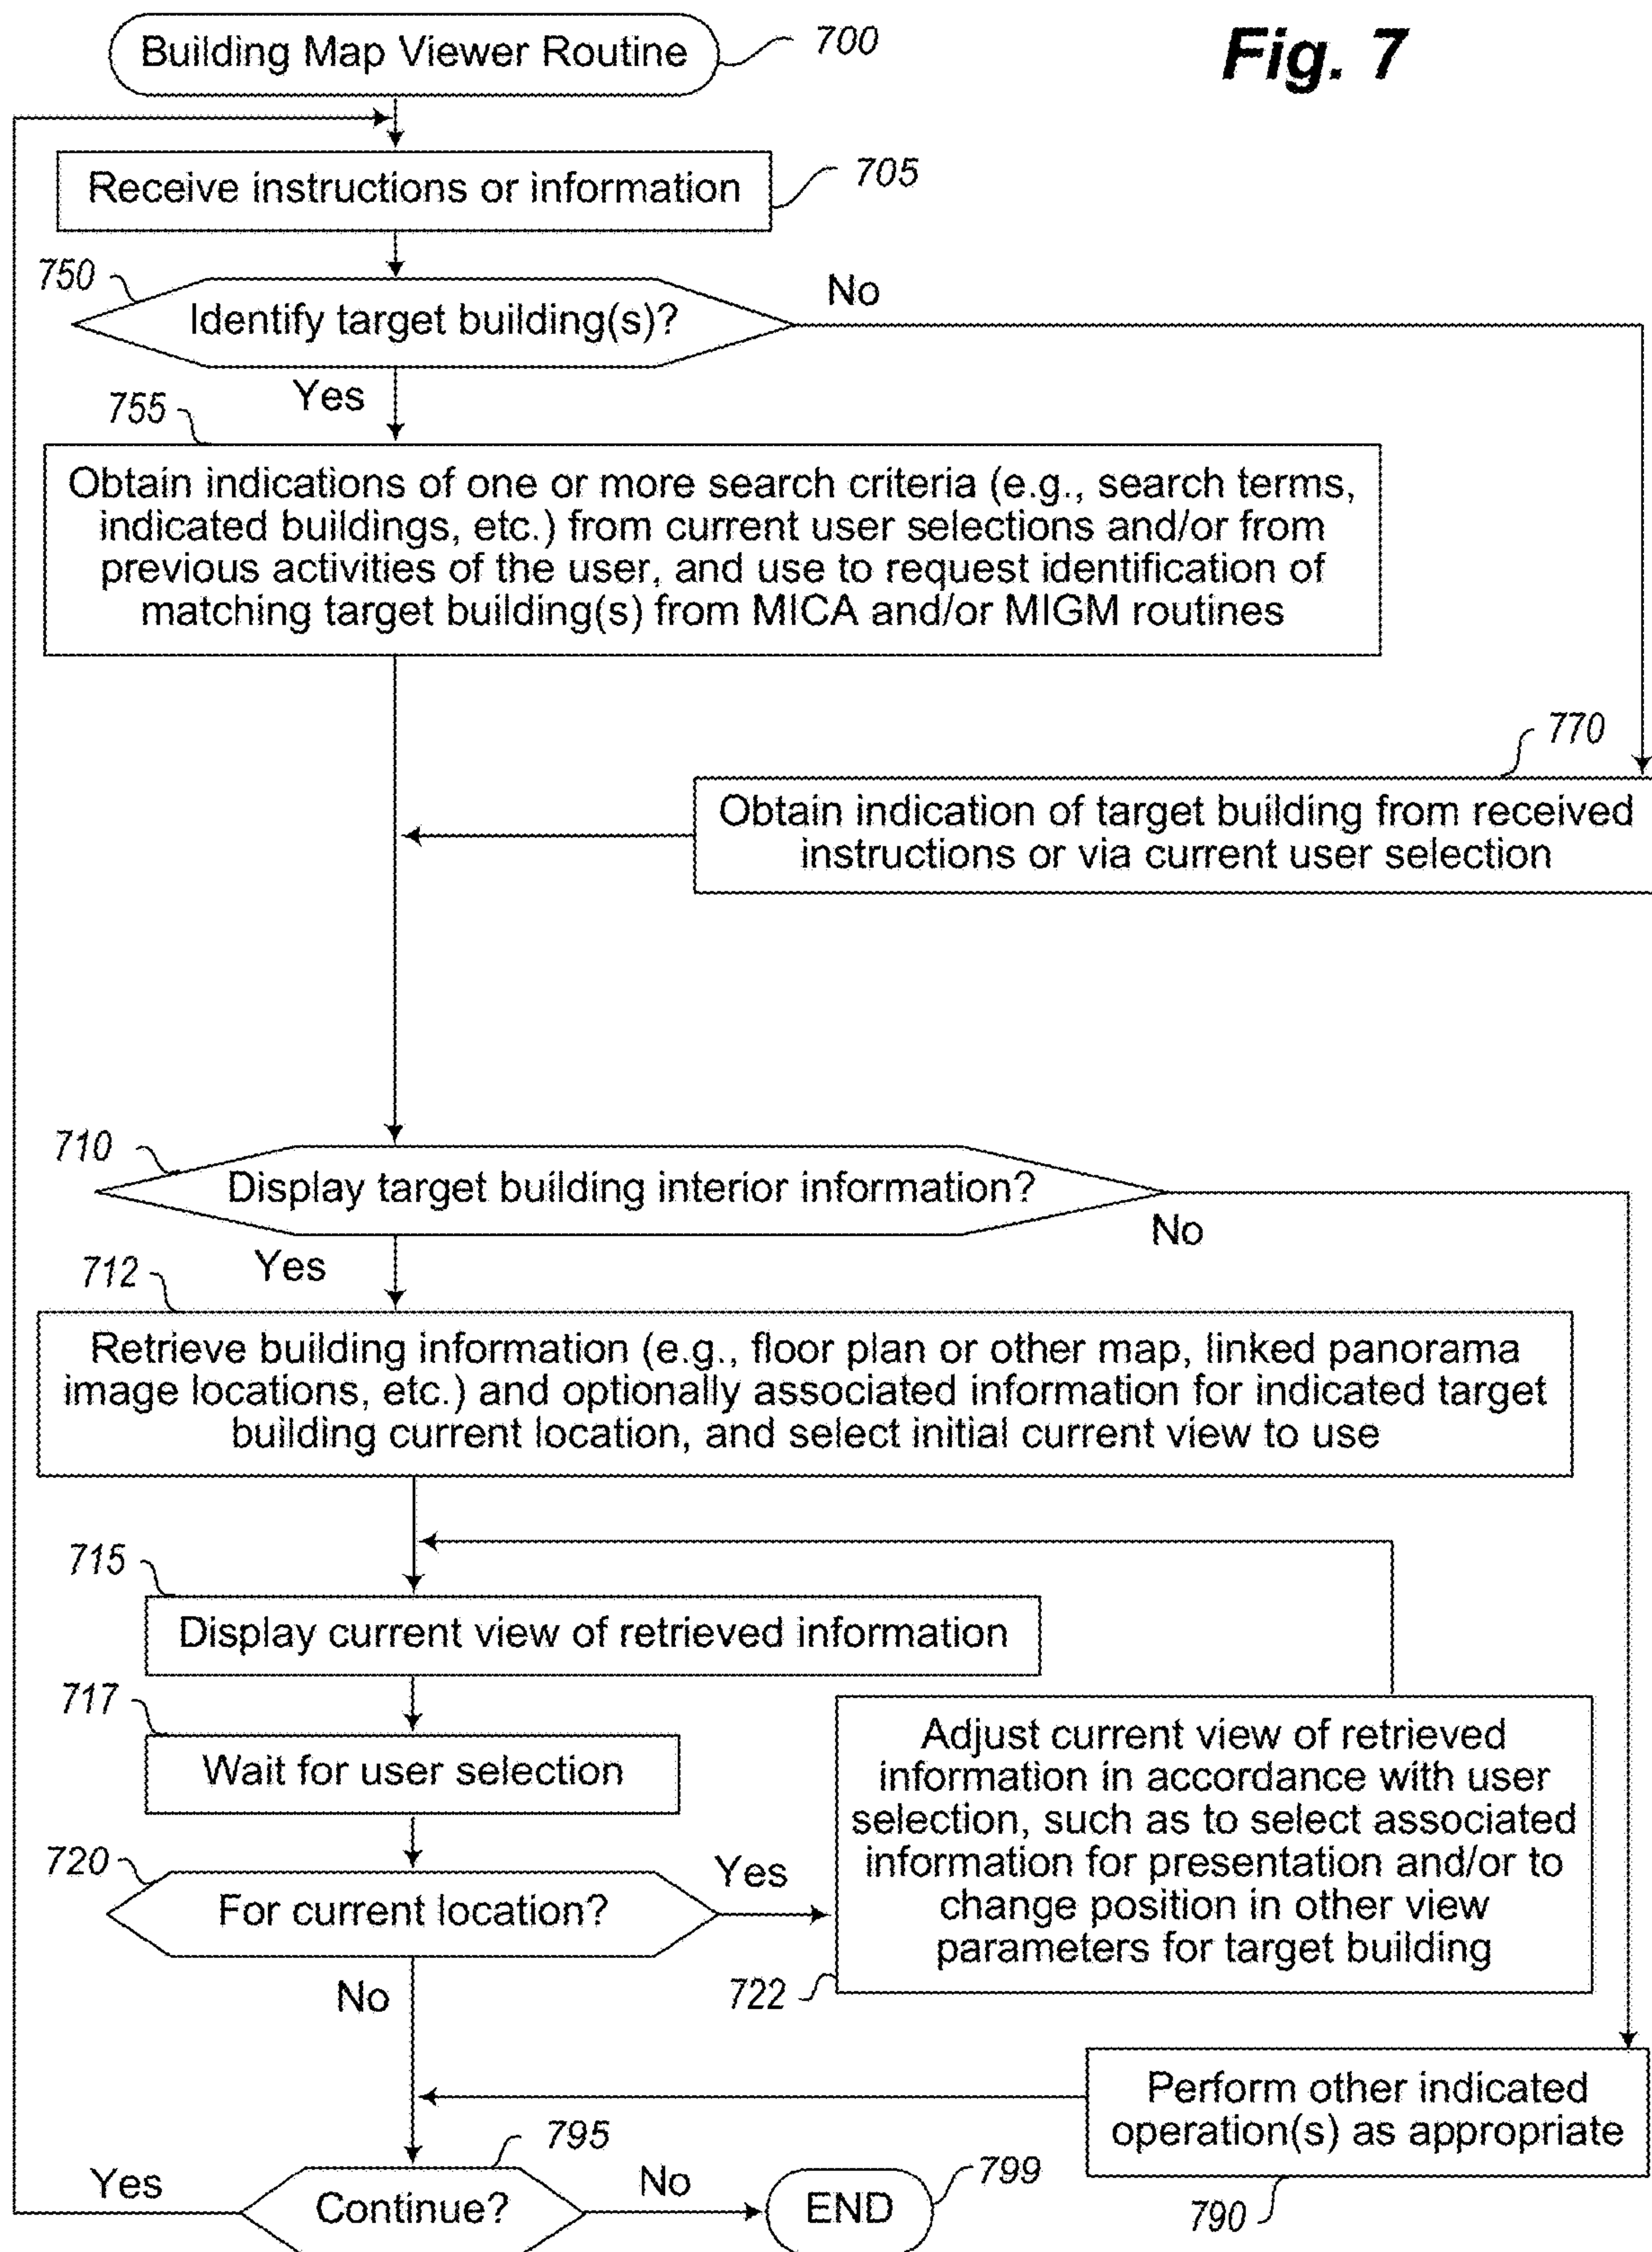 Building Map Viewer Routine
700
Fig. 7
Receive instructions or information
705
750
Identify target building(s)?
No
Yes
755
Obtain indications of one or more search criteria (e.g., search terms,
indicated buildings, etc.) from current user selections and/or from
previous activities of the user, and use to request identification of
matching target building(s) from MICA and/or MIGM routines
770
Obtain indication of target building from received
instructions or via current user selection
710
Display target building interior information?
No
Yes
712
Retrieve building information (e.g., floor plan or other map, linked panorama
image locations, etc.) and optionally associated information for indicated target
building current location, and select initial current view to use
715
Display current view of retrieved information
717
Wait for user selection
720
For current location?
Yes
No
Adjust current view of retrieved
information in accordance with user
selection, such as to select associated
information for presentation and/or to
change position in other view
parameters for target building
722
Perform other indicated
operation(s) as appropriate
790
795
Continue?
Yes
No
END
799